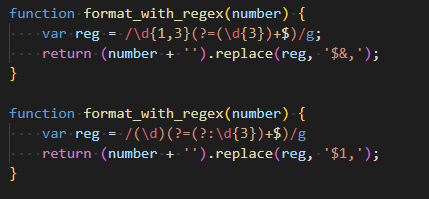 function format_with_regex(number) {
    var reg = /\d{1,3}(?=(\d{3})+$)/g;
    return (number + '').replace(reg, '$&,');
}

function format_with_regex(number) {
    var reg = /(\d)(?=(?:\d{3})+$)/g
    return (number + '').replace(reg, '$1,');
}